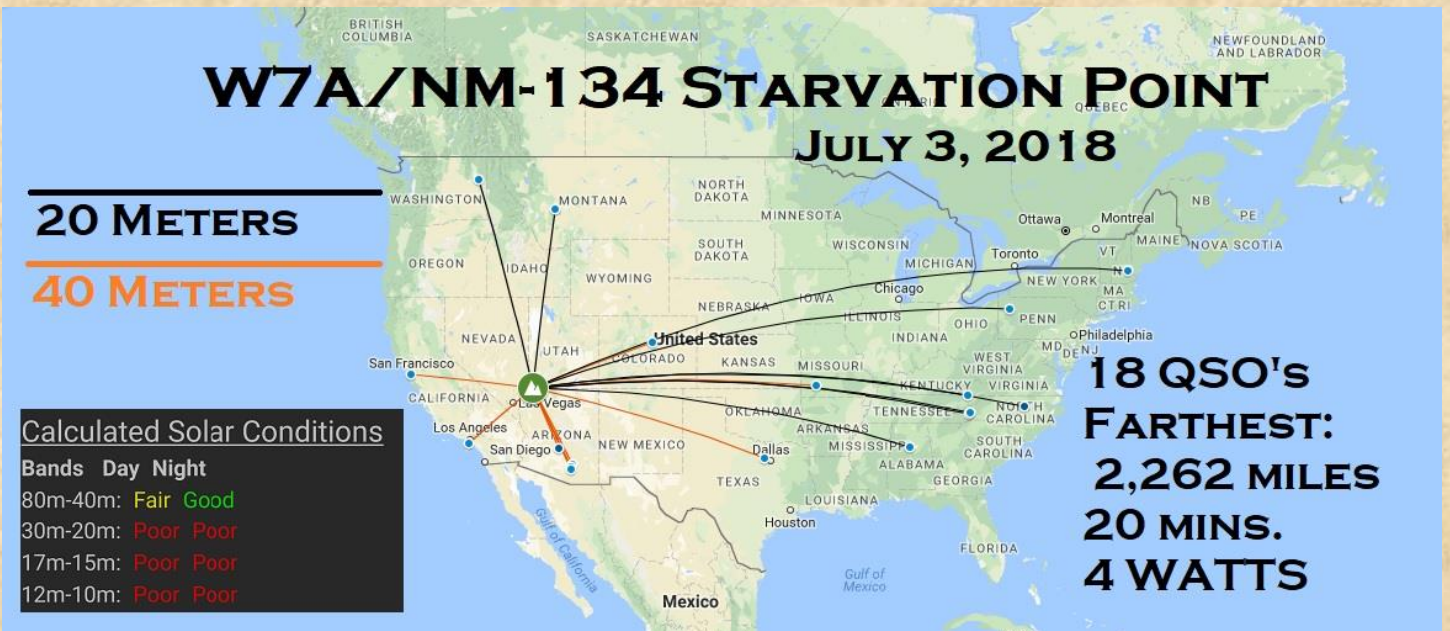 BRITISH
COLUMBIA
SASKATCHEWAN
NEWFOUNDLAND
AND LABRADOR
W7A/NM-134 STARVATION POINT
ONTARIO
QUEBEC
JULY 3, 2018
20 METERS
40 METERS
WASHINGTON
MONTANA
NORTH
DAKOTA
MINNESOTA
Ottawa
Montreal
NB
PE
MAINE
NOVA SCOTIA
OREGON
IDAHO
WYOMING
SOUTH
DAKOTA
WISCONSIN
MICHIGAN
Toronto
VT
N
NEW YORK
MA
CT RI
NEBRASKA
IOWA
Chicago
ILLINOIS
INDIANA
OHIO
PENN
Philadelphia
MD
DE
NJ
NEVADA
UTAH
COLORADO
United States
KANSAS
MISSOURI
WEST
VIRGINIA
KENTUCKY
VIRGINIA
San Francisco
CALIFORNIA
Las Vegas
OKLAHOMA
TENNESSEE
NORTH
CAROLINA
Los Angeles
ARIZONA
NEW MEXICO
ARKANSAS
San Diego
Dallas
MISSISSIPPI
ALABAMA
SOUTH
CAROLINA
TEXAS
GEORGIA
LOUISIANA
Houston
FLORIDA
Gulf of California
Gulf of
Mexico
Mexico
Calculated Solar Conditions
Bands Day Night
80m-40m: Fair Good
30m-20m: Poor Poor
17m-15m: Poor Poor
12m-10m: Poor Poor
18 QSO's
FARTHEST:
2,262 MILES
20 MINS.
4 WATTS